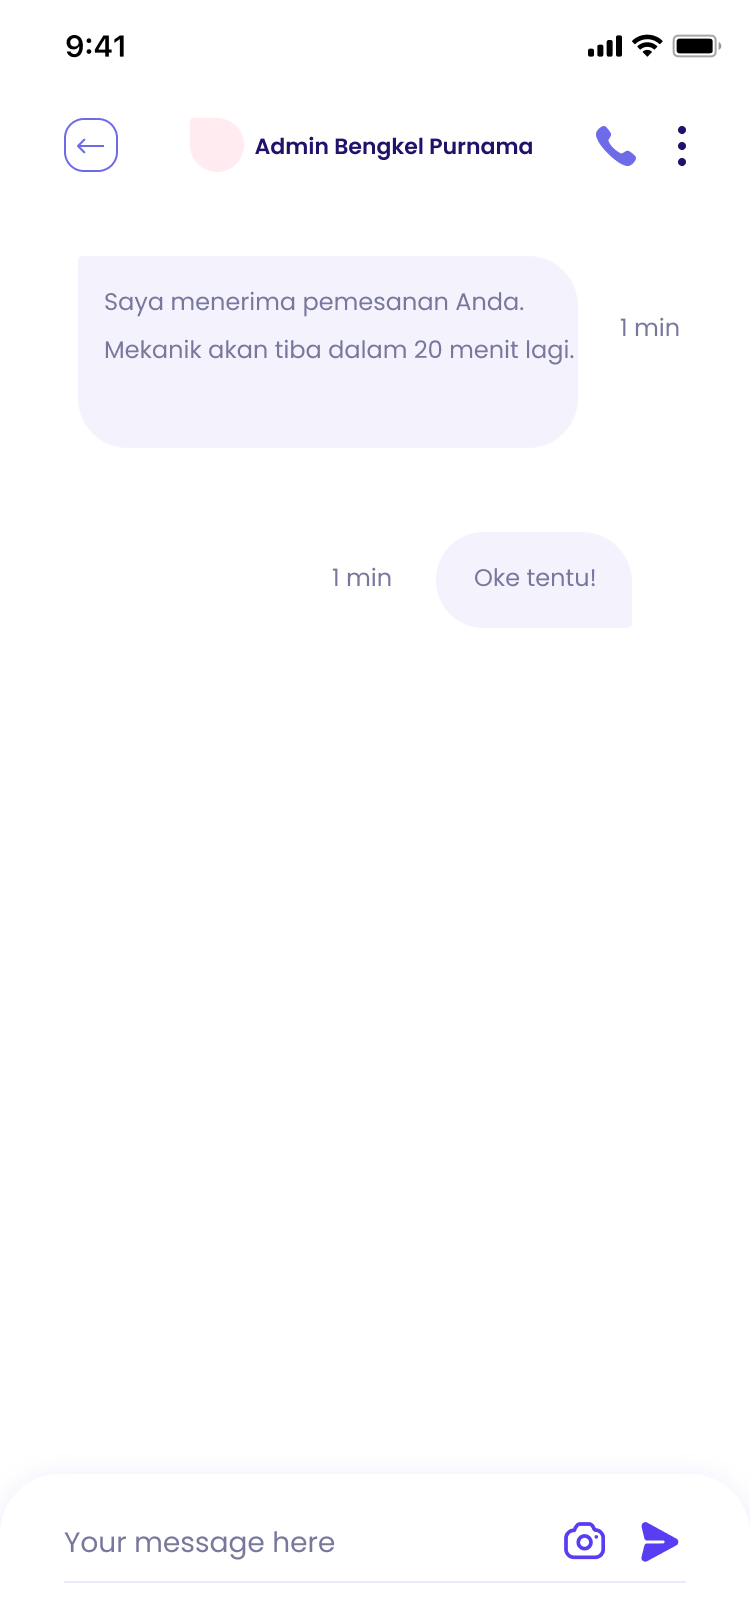 9:41
Admin Bengkel Purnama
Saya menerima pemesanan Anda.
Mekanik akan tiba dalam 20 menit lagi.
1 min
1 min
Oke tentu!
Your message here